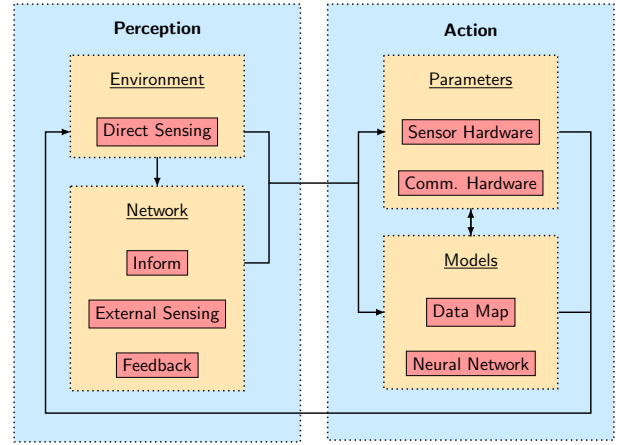 Perception
Environment
Direct Sensing
Network
Inform
External Sensing
Feedback
Action
Parameters
Sensor Hardware
Comm. Hardware
Models
Data Map
Neural Network